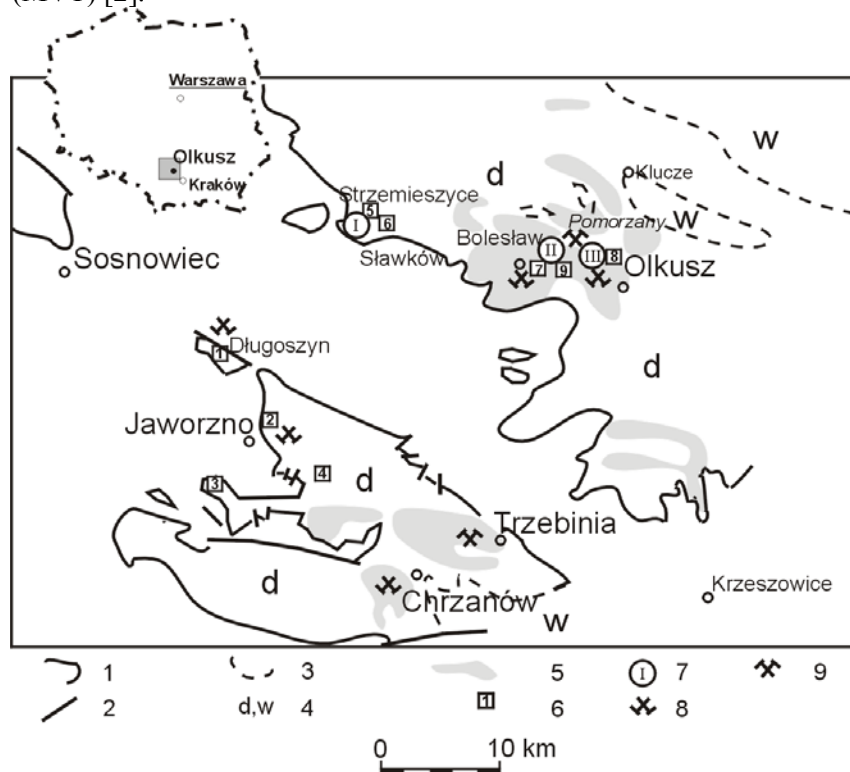 [2].
Warszawa
Olkusz
Kraków
w
d
Klucze
Strzemieszyce
5
I
6
Pomorzany
w
Bolesław
II
III
8
Sosnowiec
Sławków
7
9
Olkusz
Długoszyn
1
d
2
Jaworzno
3
4
d
Trzebinia
d
Chrzanów
Krzeszowice
w
1
3
5
I 7
9
2
d,w 4
1 6
8
0 10 km